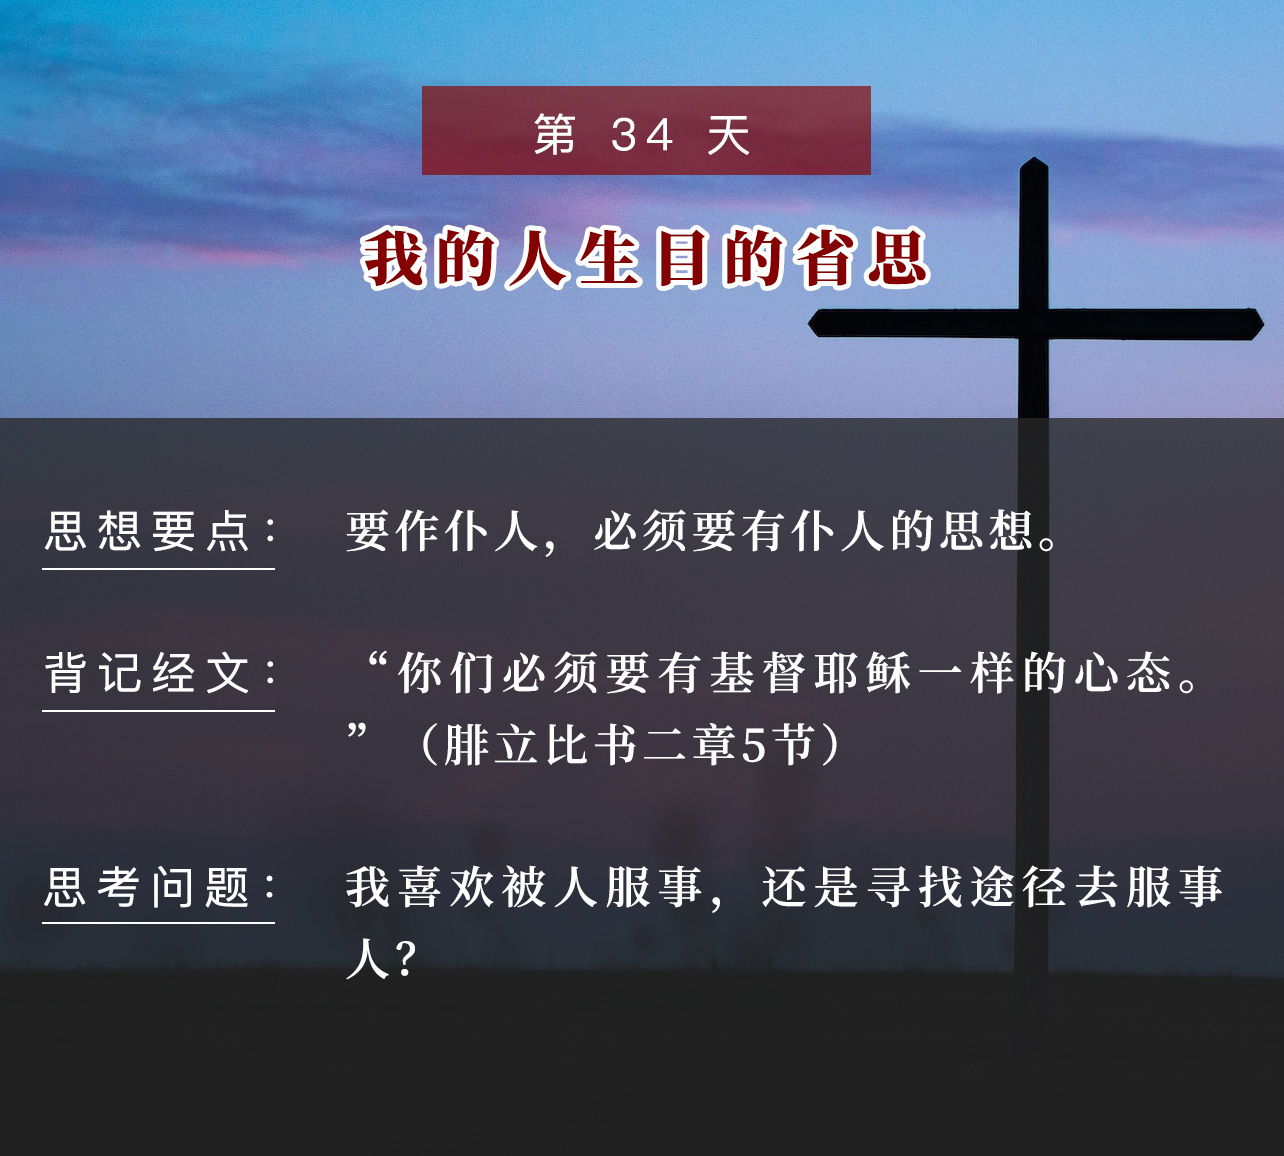 第 34 天
我的人生目的省思
思想要点： 要作仆人，必须要有仆人的思想。
背记经文： “你们必须要有基督耶稣一样的心态。
”（腓立比书二章5节）
思考问题： 我喜欢被人服事，还是寻找途径去服事
人？